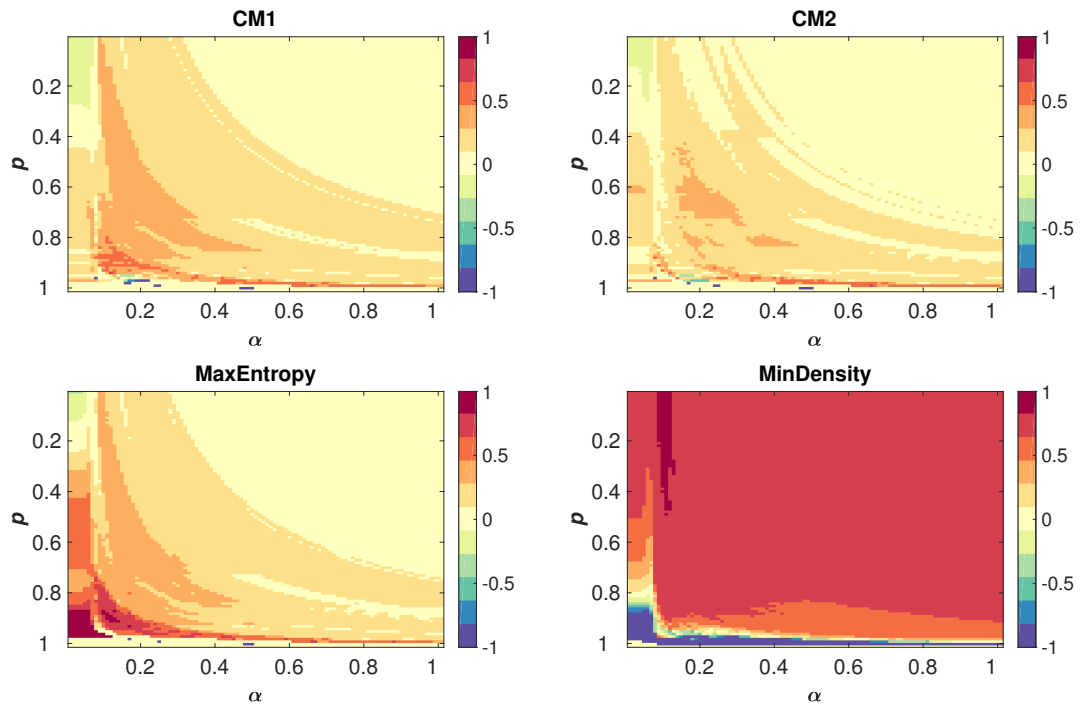 CM1 CM2
1 1
0.2 0.5 0.2 0.5
0.4 0.4
p 0 p 0
0.6 0.6
0.8 -0.5 0.8 -0.5
1 -1 1 -1
0.2 0.4 0.6 0.8 1 0.2 0.4 0.6 0.8 1
α α
MaxEntropy MinDensity
1 1
0.2 0.5 0.2 0.5
0.4 0.4
p 0 p 0
0.6 0.6
0.8 -0.5 0.8 -0.5
1 -1 1 -1
0.2 0.4 0.6 0.8 1 0.2 0.4 0.6 0.8 1
α α